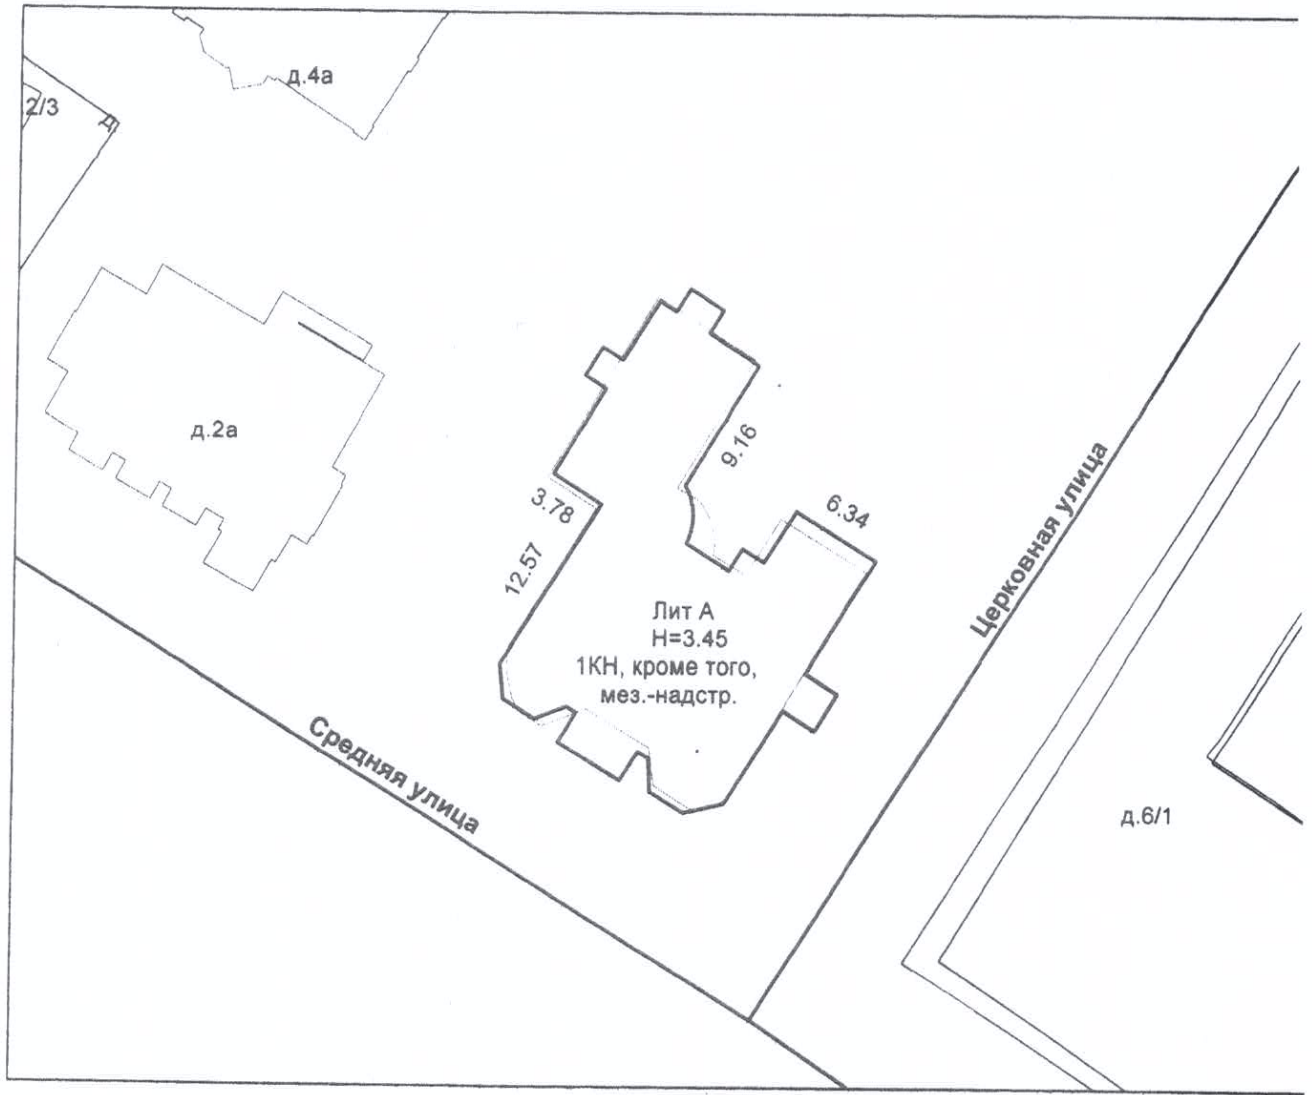 д.4а
2/3
д
д.2а
9.16
3.78
6.34
12.57
Церковная улица
Лит А
Н=3.45
1КН, кроме того,
мез.-надстр.
Средняя улица
д.6/1